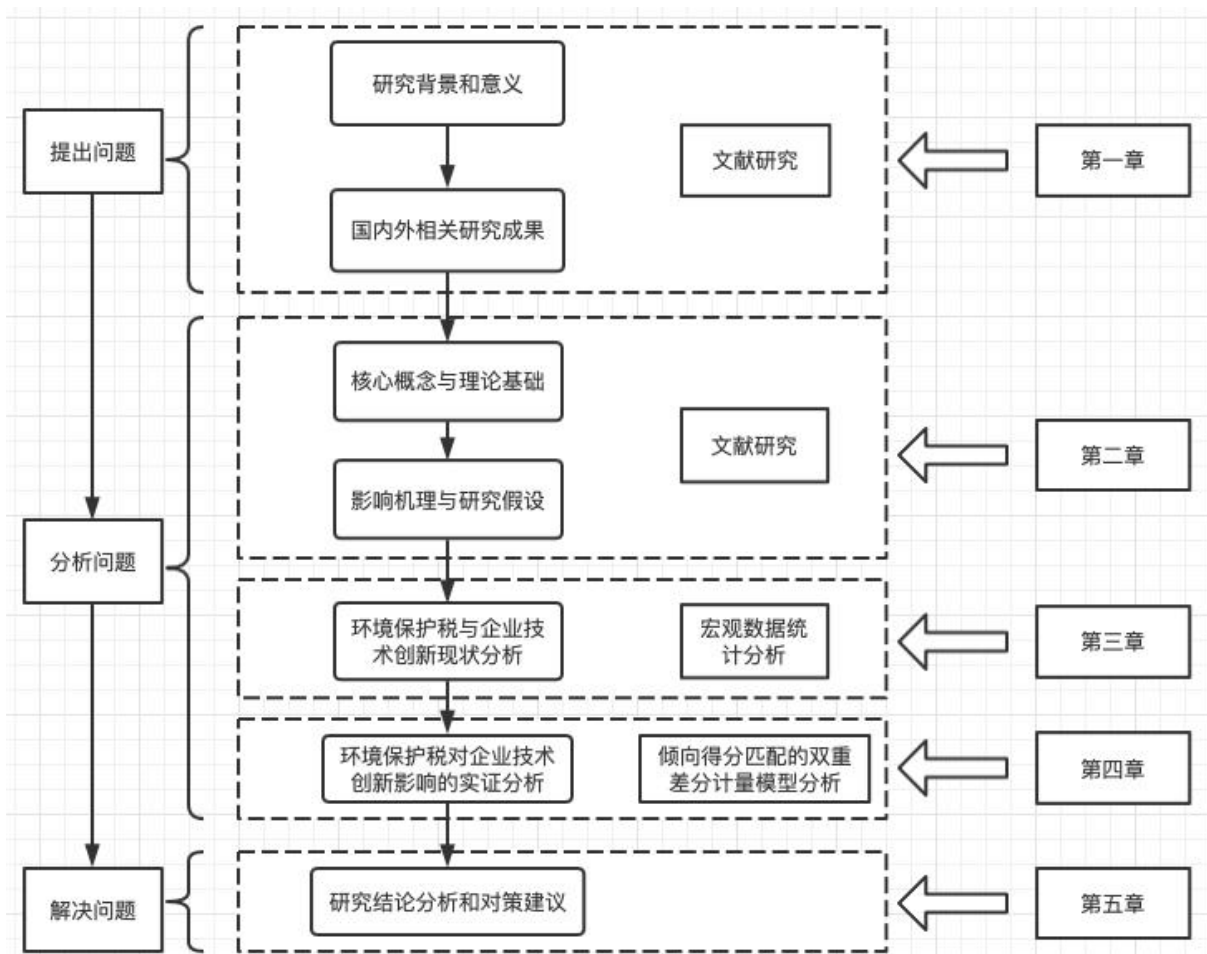 研究背景和意义
提出问题
文献研究
第一章
国内外相关研究成果
核心概念与理论基础
文献研究
第二章
影响机理与研究假设
分析问题
环境保护税与企业技
术创新现状分析
宏观数据统
计分析
第三章
环境保护税对企业技术
创新影响的实证分析
倾向得分匹配的双重
差分计量模型分析
第四章
解决问题
研究结论分析和对策建议
第五章